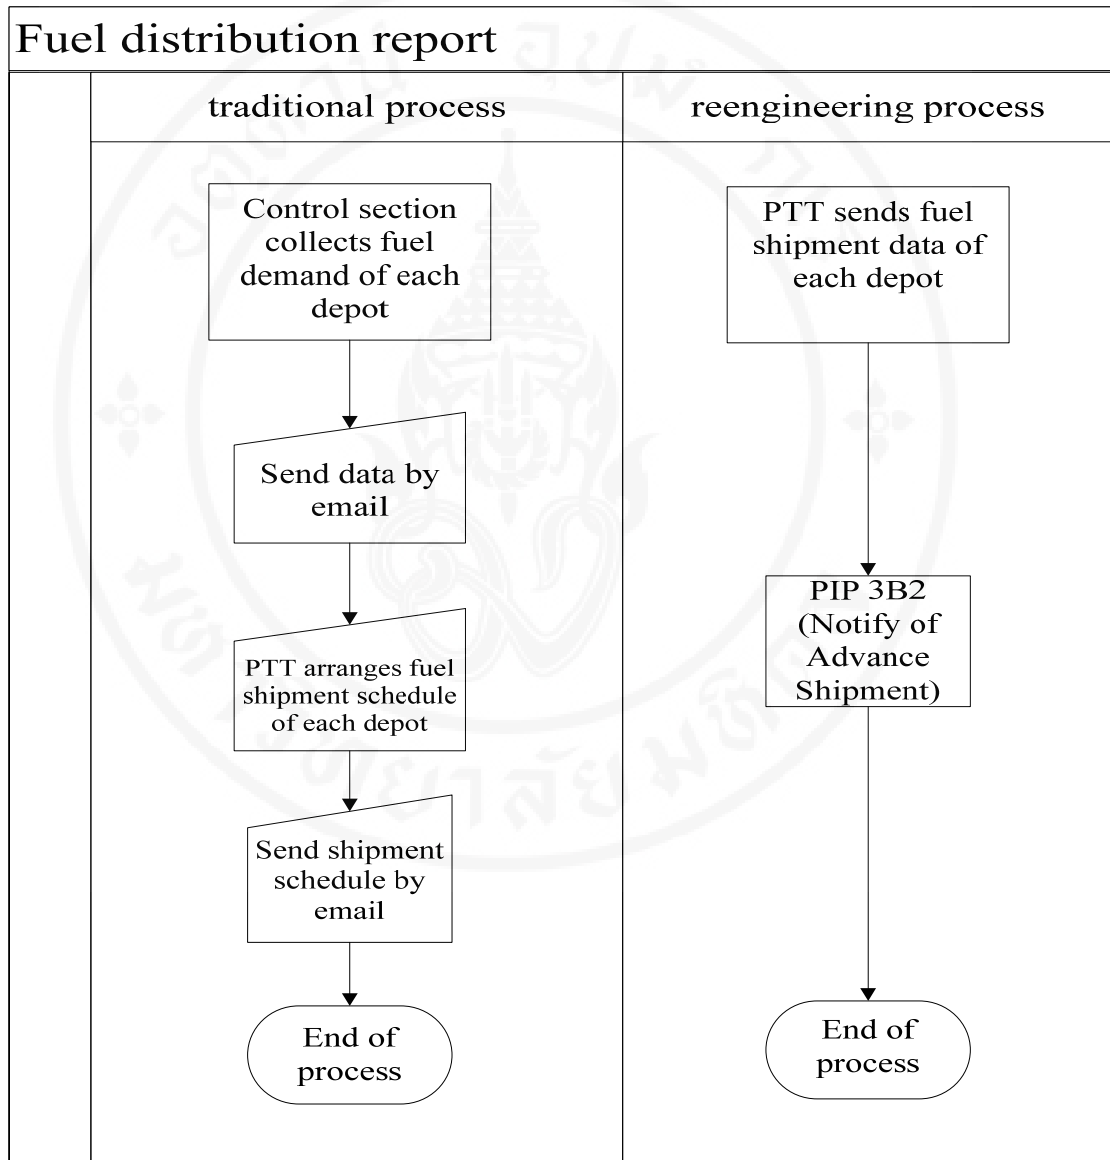 Fuel distribution report
traditional process
reengineering process
Control section
collects fuel
demand of each
depot
Send data by
email
PTT arranges fuel
shipment schedule
of each depot
Send shipment
schedule by
email
End of
process
PTT sends fuel
shipment data of
each depot
PIP 3B2
(Notify of
Advance
Shipment)
End of
process